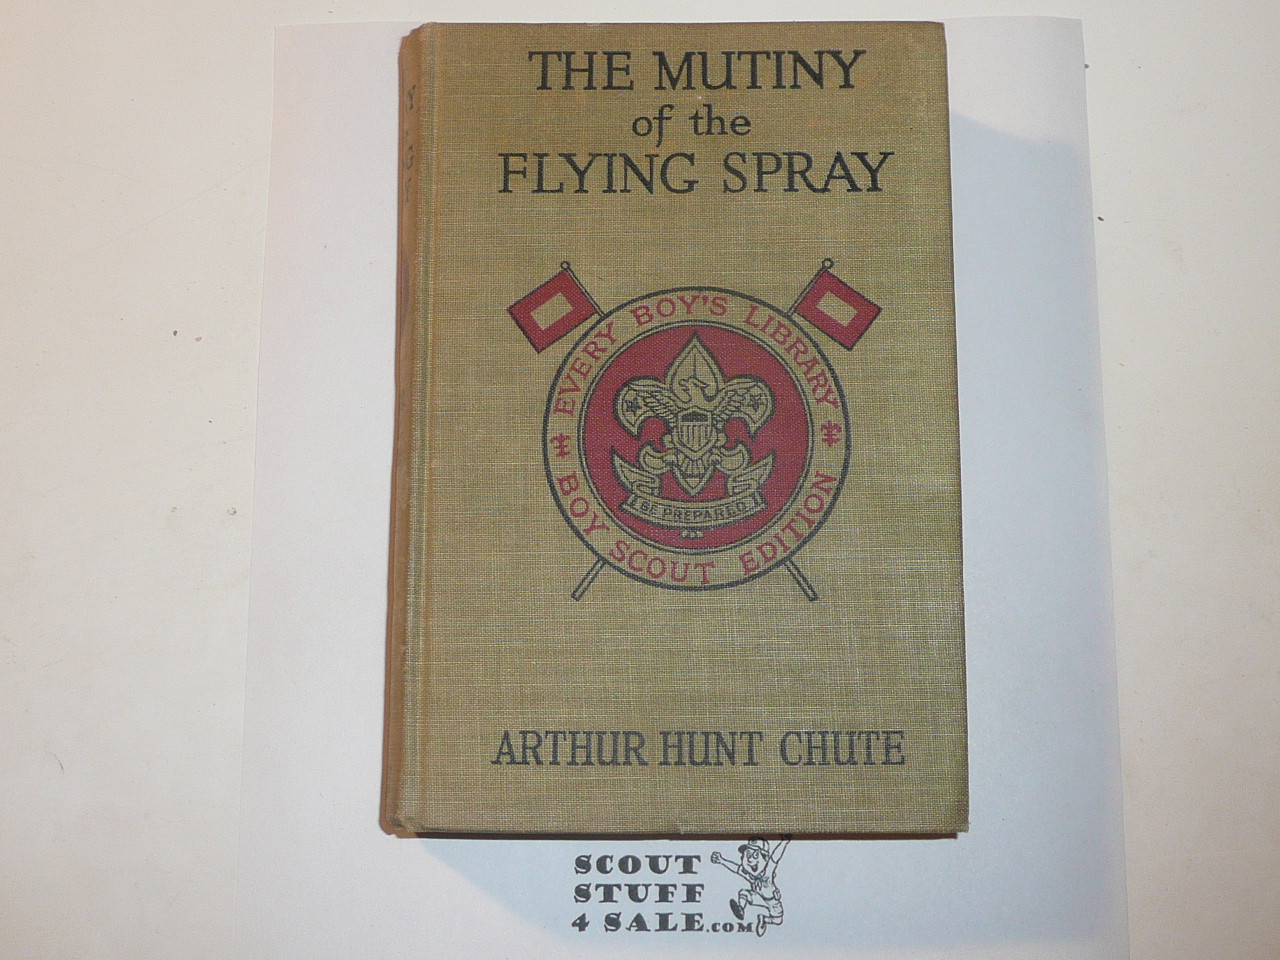 THE MUTINY
of the
FLYING SPRAY
EVERY BOY'S LIBRARY
BE PREPARED
BOY SCOUT EDITION
ARTHUR HUNT CHUTE
SCOUT
STUFF
4 SALE.COM